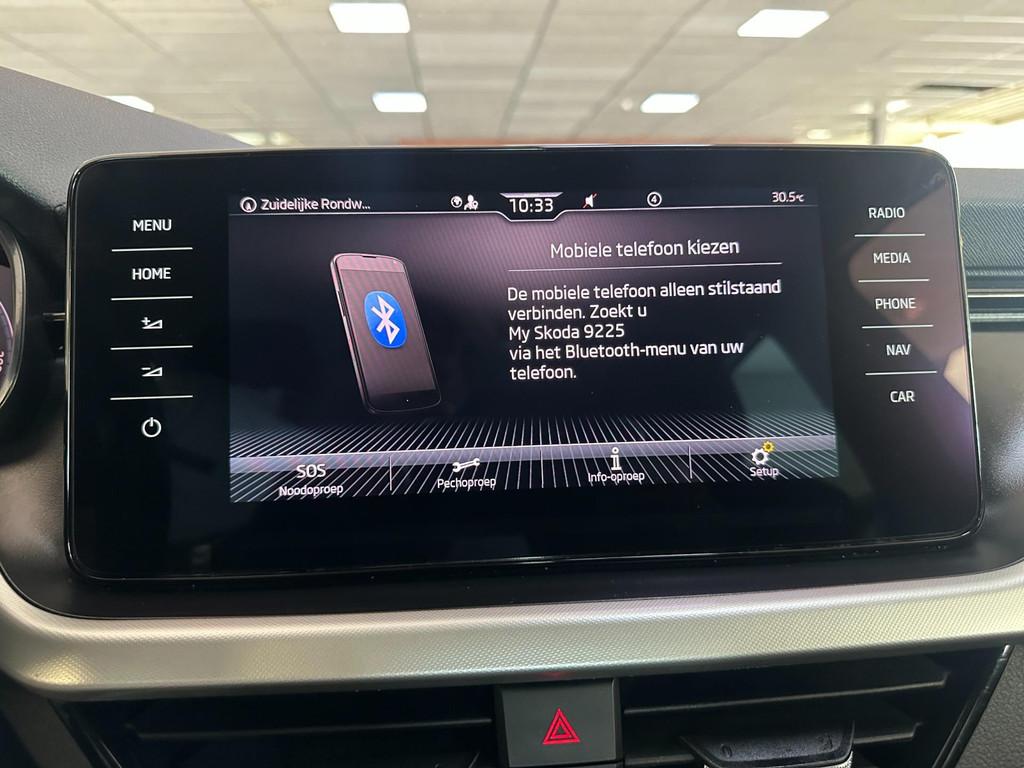 MENU
HOME
Zuidelijke Rondw...
10:33
4
30.5°C
Mobiele telefoon kiezen
De mobiele telefoon alleen stilstaand
verbinden. Zoekt u
My Skoda 9225
via het Bluetooth-menu van uw
telefoon.
SOS
Noodoproep
Pechoproep
Info-oproep
Setup
RADIO
MEDIA
PHONE
NAV
CAR